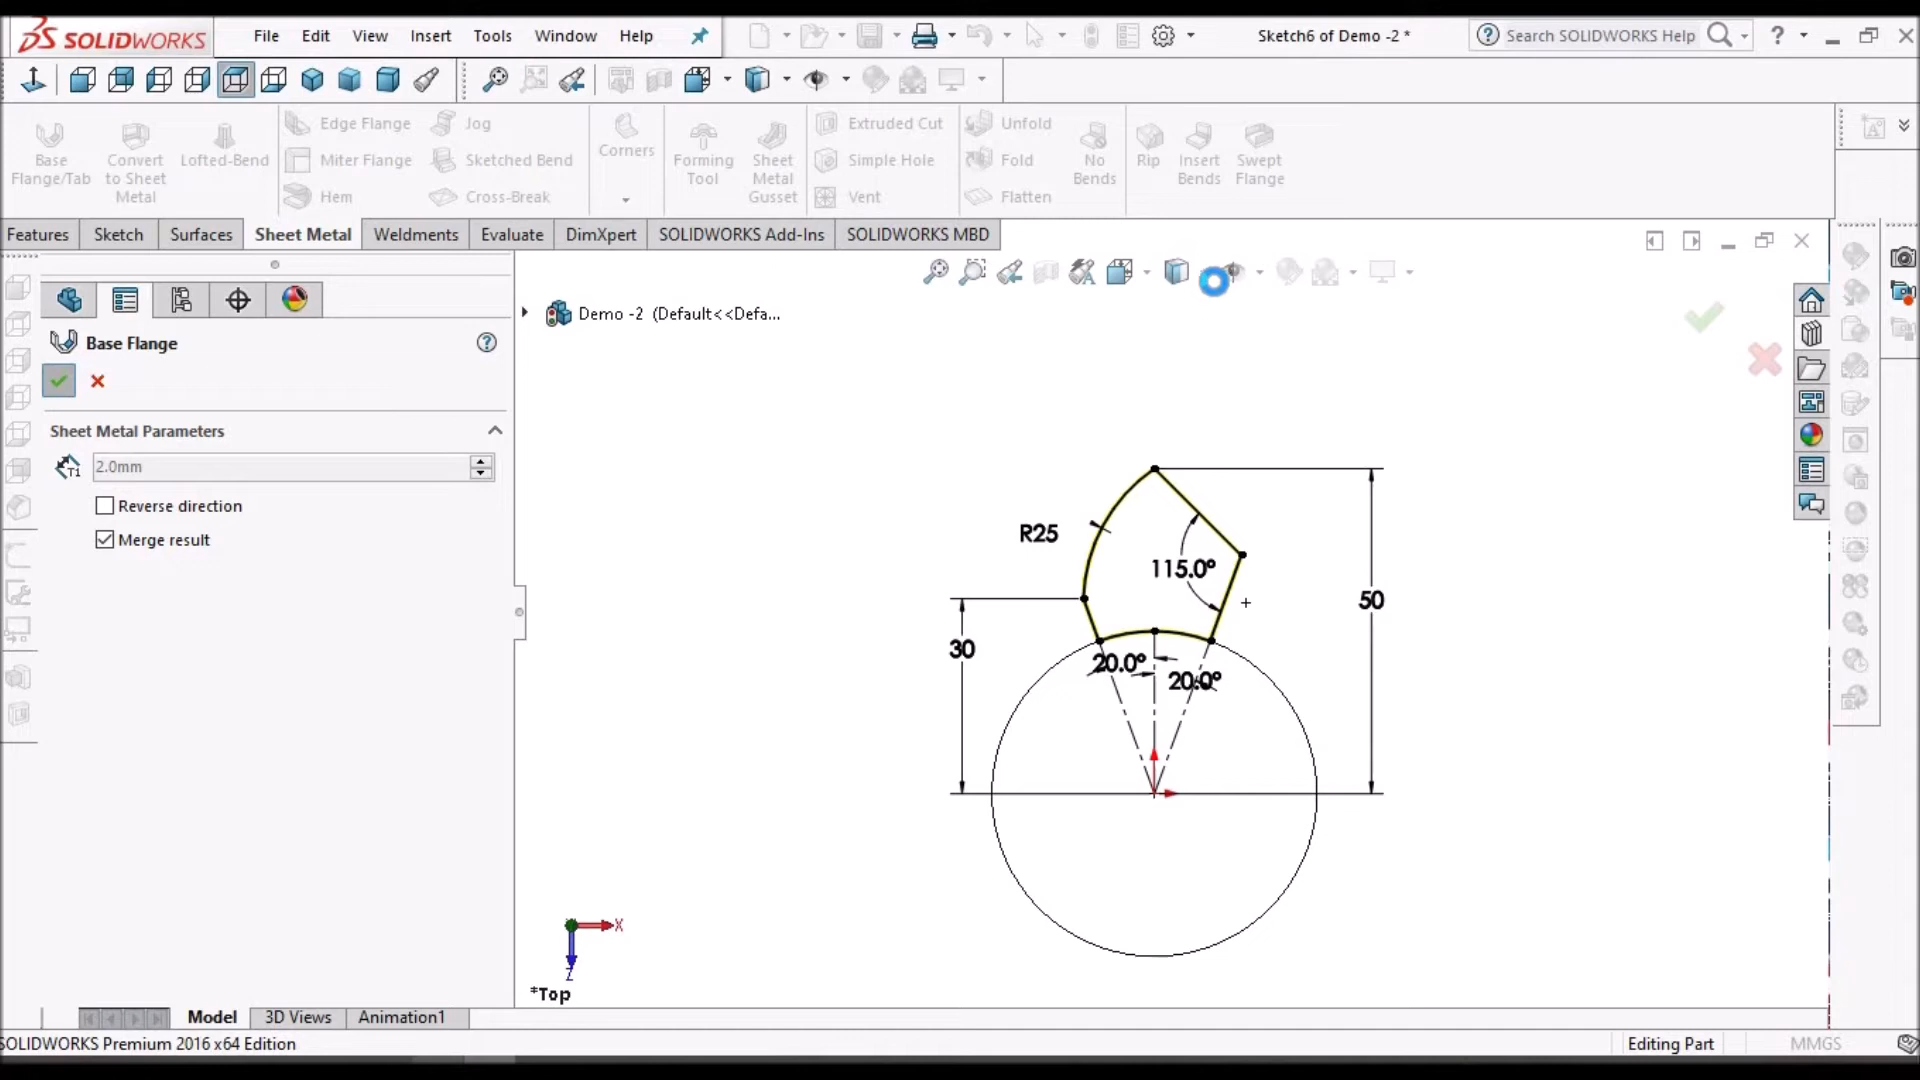 SOLIDWORKS File Edit View Insert Tools Window Help Sketch6 of Demo -2 * Search SOLIDWORKS Help ?
Base Flange/Tab
Convert to Sheet Metal
Lofted-Bend
Edge Flange
Miter Flange
Hem
Jog
Sketched Bend
Cross-Break
Corners
Forming Tool
Sheet Metal Gusset
Extruded Cut
Simple Hole
Vent
Unfold
Fold
Flatten
No Bends
Rip
Insert Bends
Swept Flange
Features Sketch Surfaces Sheet Metal Weldments Evaluate DimXpert SOLIDWORKS Add-Ins SOLIDWORKS MBD
Demo -2 (Default<<Defa...
Base Flange ?
Sheet Metal Parameters
T1 2.0mm
Reverse direction
Merge result
R25
115.0°
50
30
20.0°
20.0°
X
Z
*Top
Model 3D Views Animation1
SOLIDWORKS Premium 2016 x64 Edition Editing Part MMGS